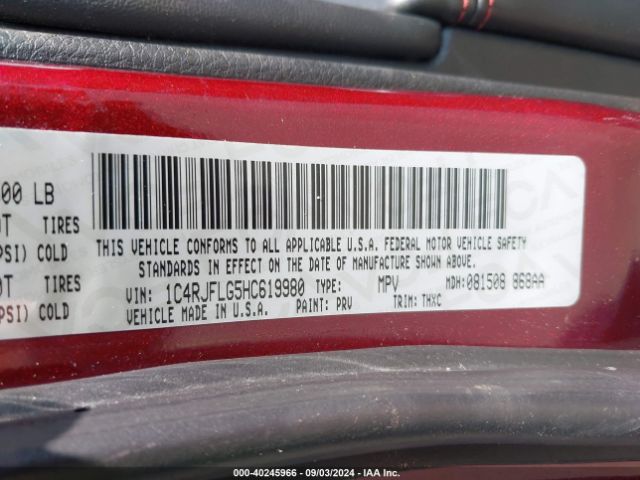 00 LB
TIRES
PSI) COLD
TIRES
PSI) COLD
THIS VEHICLE CONFORMS TO ALL APPLICABLE U.S.A. FEDERAL MOTOR VEHICLE SAFETY
STANDARDS IN EFFECT ON THE DATE OF MANUFACTURE SHOWN ABOVE.
VIN: 1C4RJFLG5HC619980 TYPE: MPV MDH:081508 868AA
VEHICLE MADE IN U.S.A. PAINT: PRV TRIM: THXC
000-40245966 - 09/03/2024 - IAA Inc.